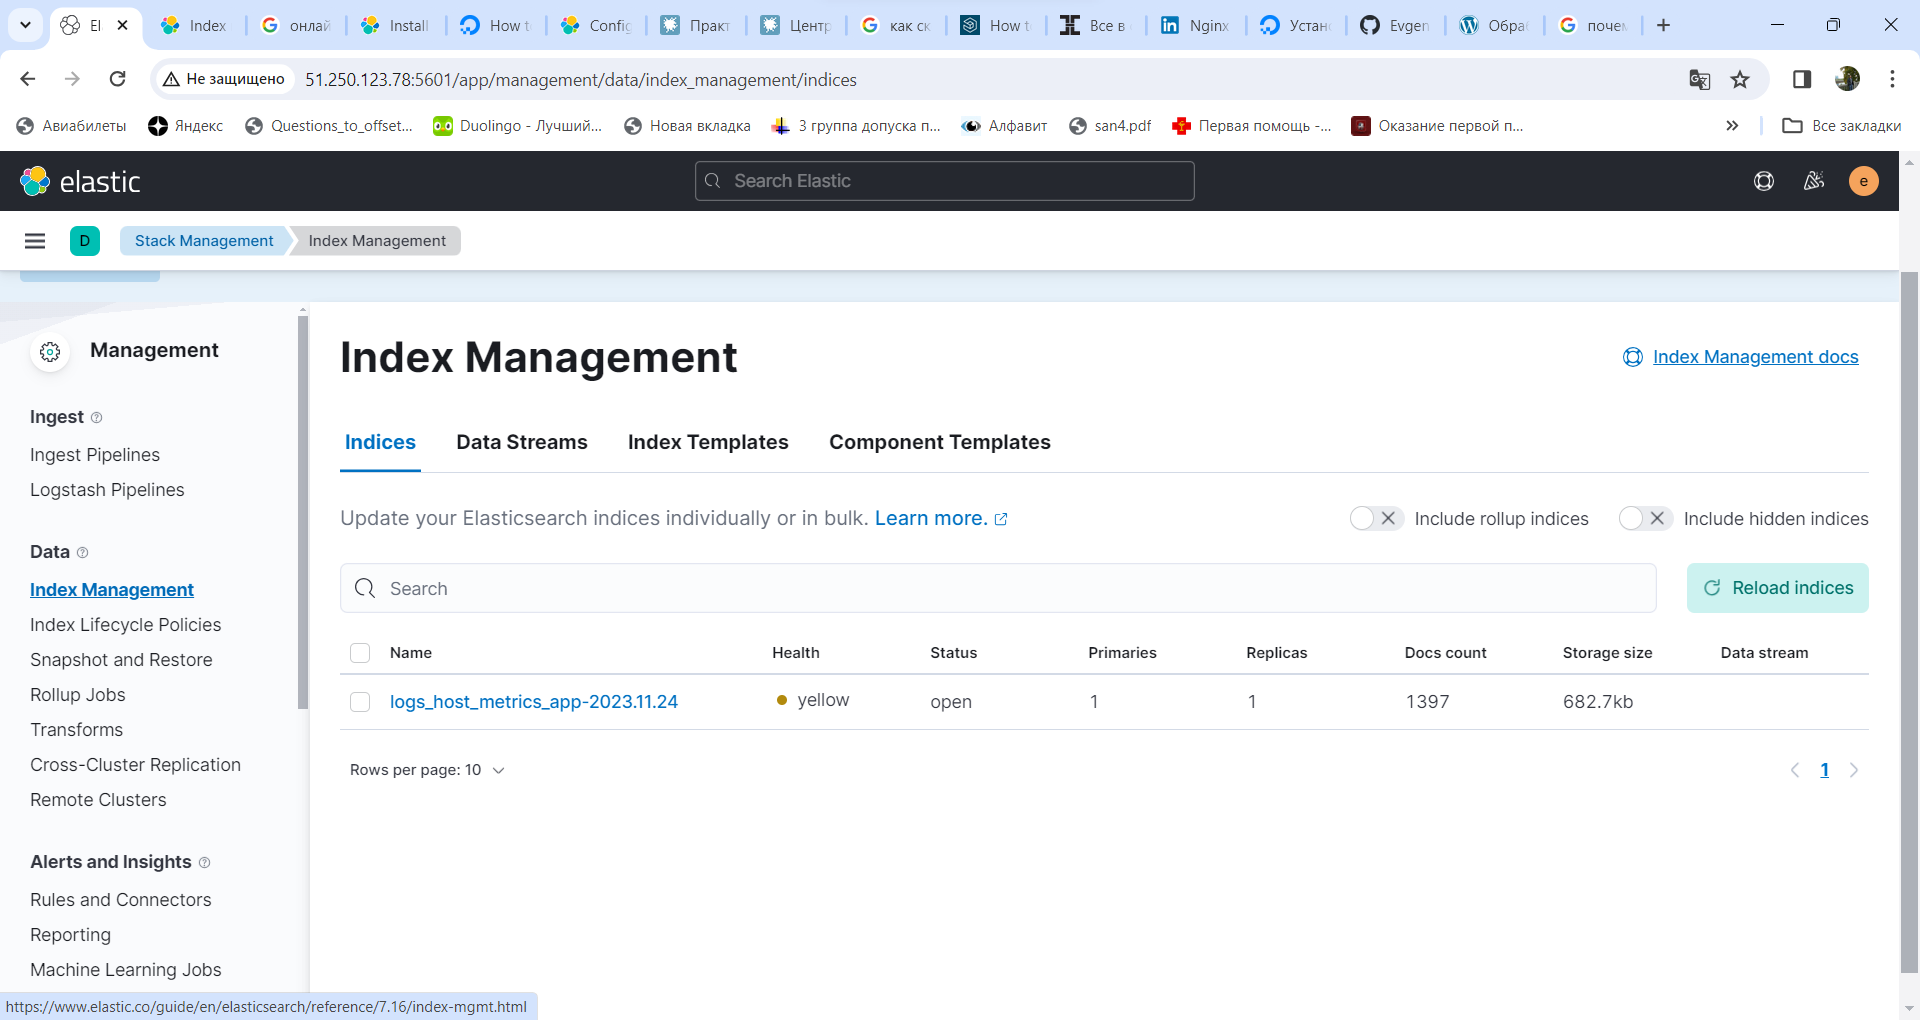 El
Index
онлай
Install
How t
Config
Практ
Центр
как ск
How t
Все в
Nginx
Устан
Evgen
Обра
почем
Не защищено
51.250.123.78:5601/app/management/data/index_management/indices
Авиабилеты
Яндекс
Questions_to_offset...
Duolingo - Лучший...
Новая вкладка
3 группа допуска п...
Алфавит
san4.pdf
Первая помощь -...
Оказание первой п...
Все закладки
elastic
Search Elastic
e
D
Stack Management
Index Management
Management
Ingest
Ingest Pipelines
Logstash Pipelines
Data
Index Management
Index Lifecycle Policies
Snapshot and Restore
Rollup Jobs
Transforms
Cross-Cluster Replication
Remote Clusters
Alerts and Insights
Rules and Connectors
Reporting
Machine Learning Jobs
Index Management
Index Management docs
Indices Data Streams Index Templates Component Templates
Update your Elasticsearch indices individually or in bulk. Learn more.
Include rollup indices
Include hidden indices
Search
Reload indices
Name Health Status Primaries Replicas Docs count Storage size Data stream
logs_host_metrics_app-2023.11.24 yellow open 1 1 1397 682.7kb
Rows per page: 10
1
https://www.elastic.co/guide/en/elasticsearch/reference/7.16/index-mgmt.html